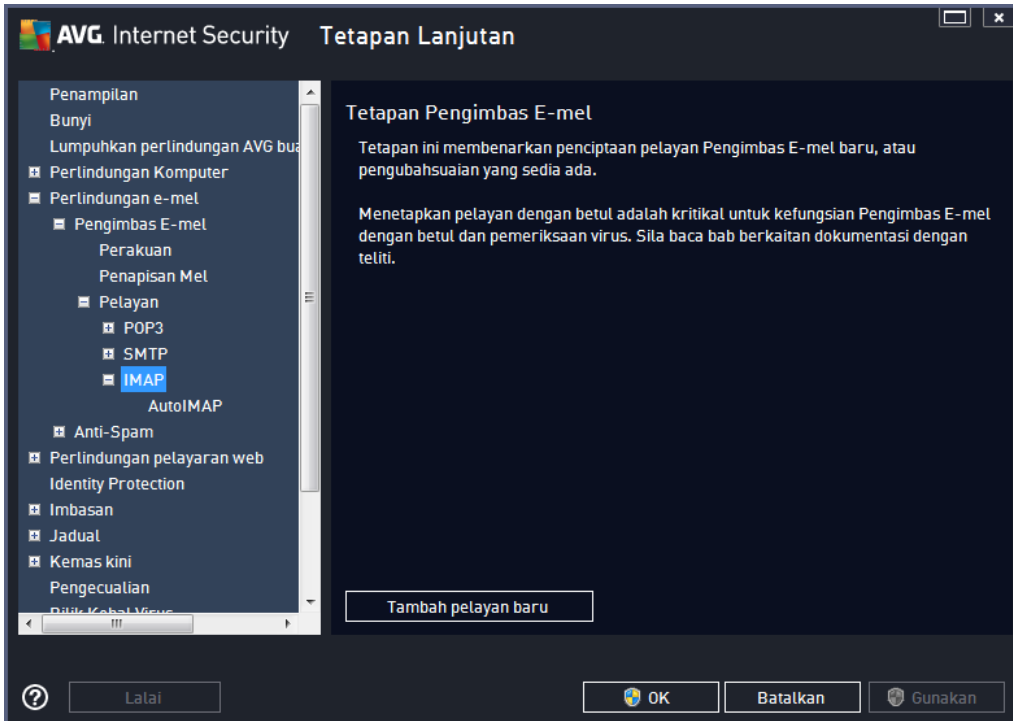 AVG. Internet Security Tetapan Lanjutan
Penampilan
Bunyi
Lumpuhkan perlindungan AVG bua
Perlindungan Komputer
Perlindungan e-mel
Pengimbas E-mel
Perakuan
Penapisan Mel
Pelayan
POP3
SMTP
IMAP
AutoIMAP
Anti-Spam
Perlindungan pelayaran web
Identity Protection
Imbasan
Jadual
Kemas kini
Pengecualian
Bilik Kebal Virus
Tetapan Pengimbas E-mel
Tetapan ini membenarkan penciptaan pelayan Pengimbas E-mel baru, atau
pengubahsuaian yang sedia ada.
Menetapkan pelayan dengan betul adalah kritikal untuk kefungsian Pengimbas E-mel
dengan betul dan pemeriksaan virus. Sila baca bab berkaitan dokumentasi dengan
teliti.
Tambah pelayan baru
Lalai
OK
Batalkan
Gunakan